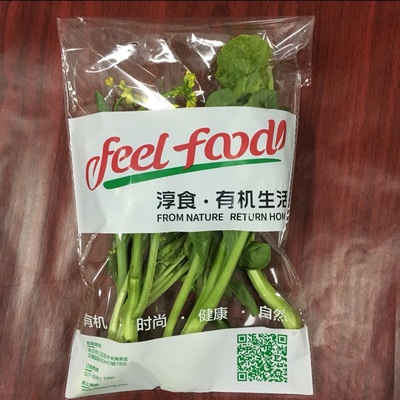 feel food
淳食·有机生活
FROM NATURE RETURN HOM
有机 · 时尚 · 健康 · 自然